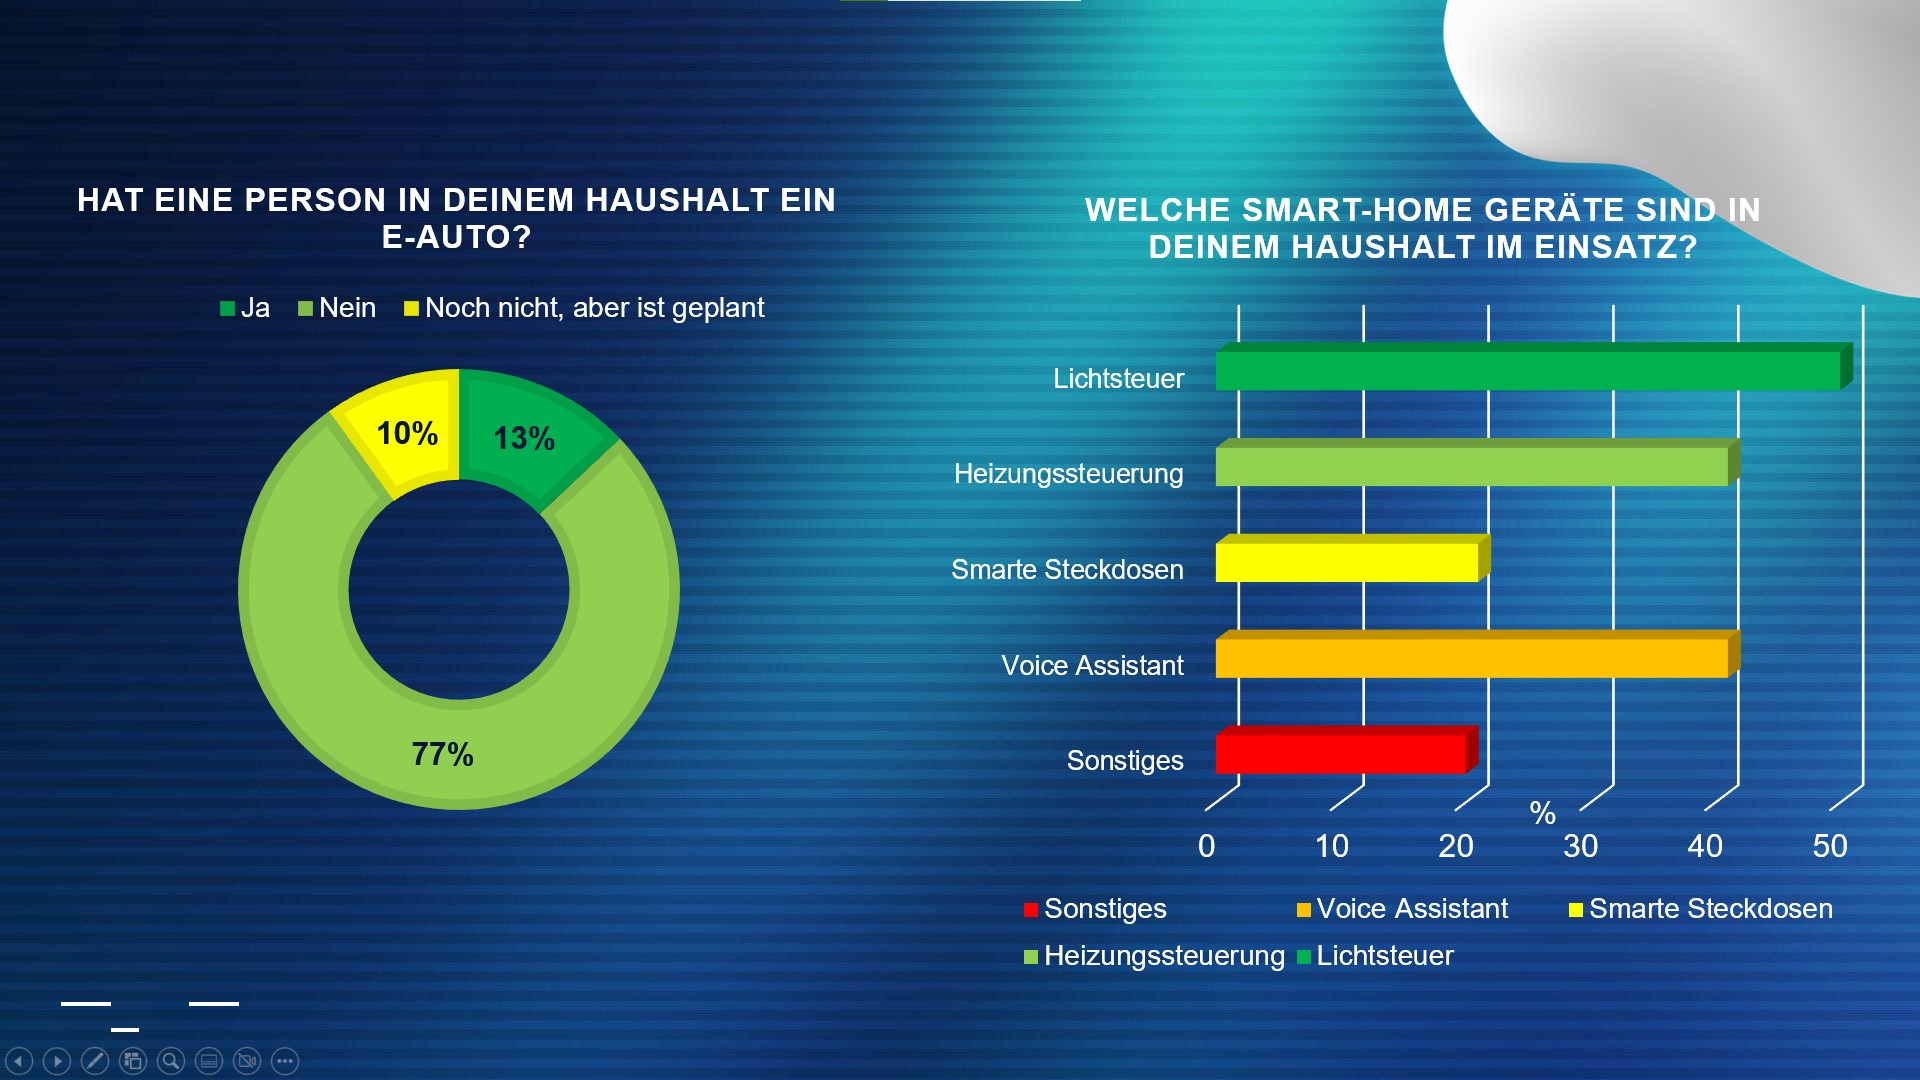 HAT EINE PERSON IN DEINEM HAUSHALT EIN
E-AUTO?
Ja Nein Noch nicht, aber ist geplant
10%
13%
77%
WELCHE SMART-HOME GERÄTE SIND IN
DEINEM HAUSHALT IM EINSATZ?
Lichtsteuer
Heizungssteuerung
Smarte Steckdosen
Voice Assistant
Sonstiges
%
0 10 20 30 40 50
Sonstiges Voice Assistant Smarte Steckdosen
Heizungssteuerung Lichtsteuer